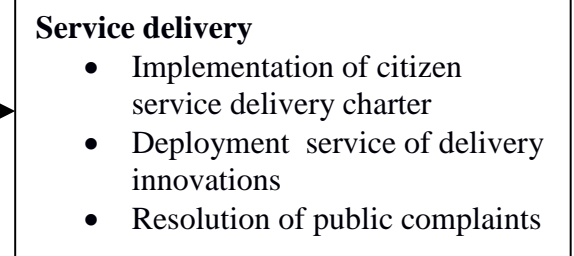 Service delivery
• Implementation of citizen
service delivery charter
• Deployment  service of delivery
innovations
• Resolution of public complaints